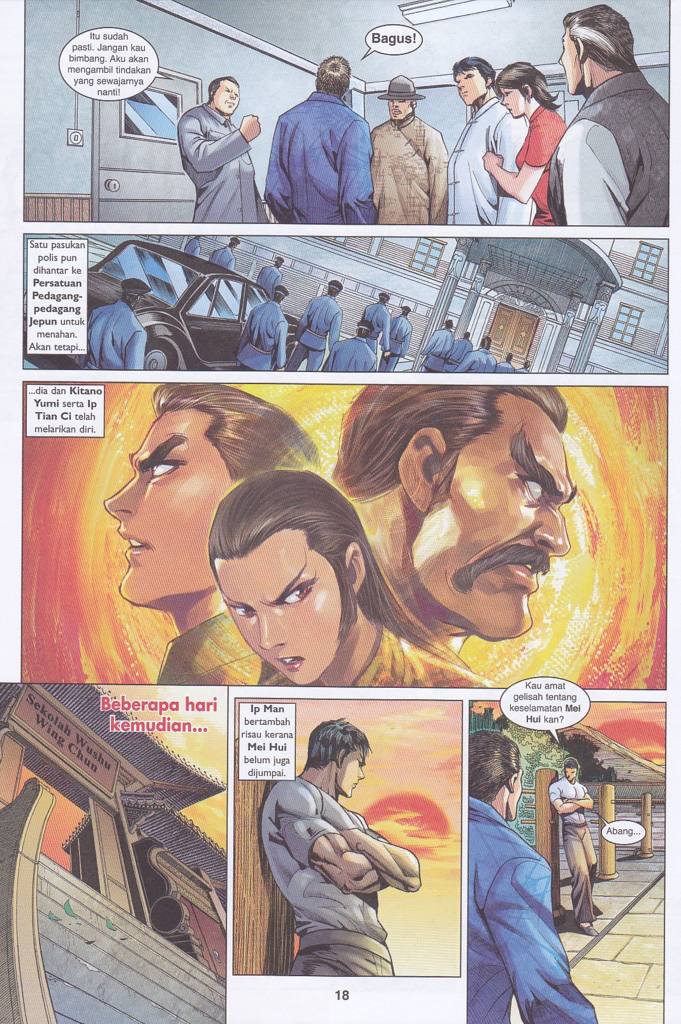 Itu sudah
pasti. Jangan kau
bimbang. Aku akan
mengambil tindakan
yang sewajarnya
nanti!
Bagus!
Satu pasukan
polis pun
dihantar ke
Persatuan
Pedagang-
pedagang
Jepun untuk
menahan.
Akan tetapi...
...dia dan Kitano
Yumi serta Ip
Tian Ci telah
melarikan diri.
Beberapa hari
kemudian...
Sekolah Wushu
Wing Chun
Ip Man
bertambah
risau kerana
Mei Hui
belum juga
dijumpai.
Kau amat
gelisah tentang
keselamatan Mei
Hui kan?
Abang...
18